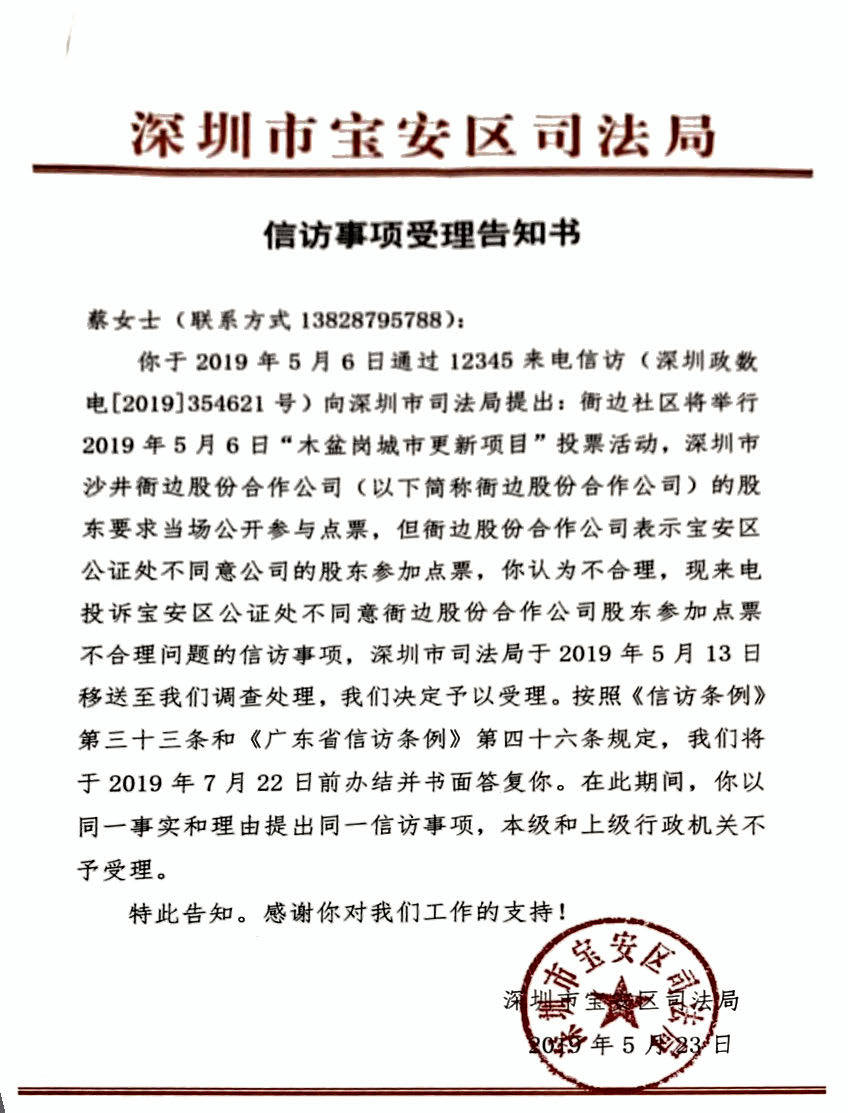 深圳市宝安区司法局
信访事项受理告知书
蔡女士（联系方式 13828795788）：
你于 2019 年 5 月 6 日通过 12345 来电信访（深圳政数
电[2019]354621 号）向深圳市司法局提出：衙边社区将举行
2019 年 5 月 6 日“木盆岗城市更新项目”投票活动，深圳市
沙井衙边股份合作公司（以下简称衙边股份合作公司）的股
东要求当场公开参与点票，但衙边股份合作公司表示宝安区
公证处不同意公司的股东参加点票，你认为不合理，现来电
投诉宝安区公证处不同意衙边股份合作公司股东参加点票
不合理问题的信访事项，深圳市司法局于 2019 年 5 月 13 日
移送至我们调查处理，我们决定予以受理。按照《信访条例》
第三十三条和《广东省信访条例》第四十六条规定，我们将
于 2019 年 7 月 22 日前办结并书面答复你。在此期间，你以
同一事实和理由提出同一信访事项，本级和上级行政机关不
予受理。
特此告知。感谢你对我们工作的支持！
深圳市宝安区司法局
深圳市宝安区司法局
2019 年 5 月 23 日